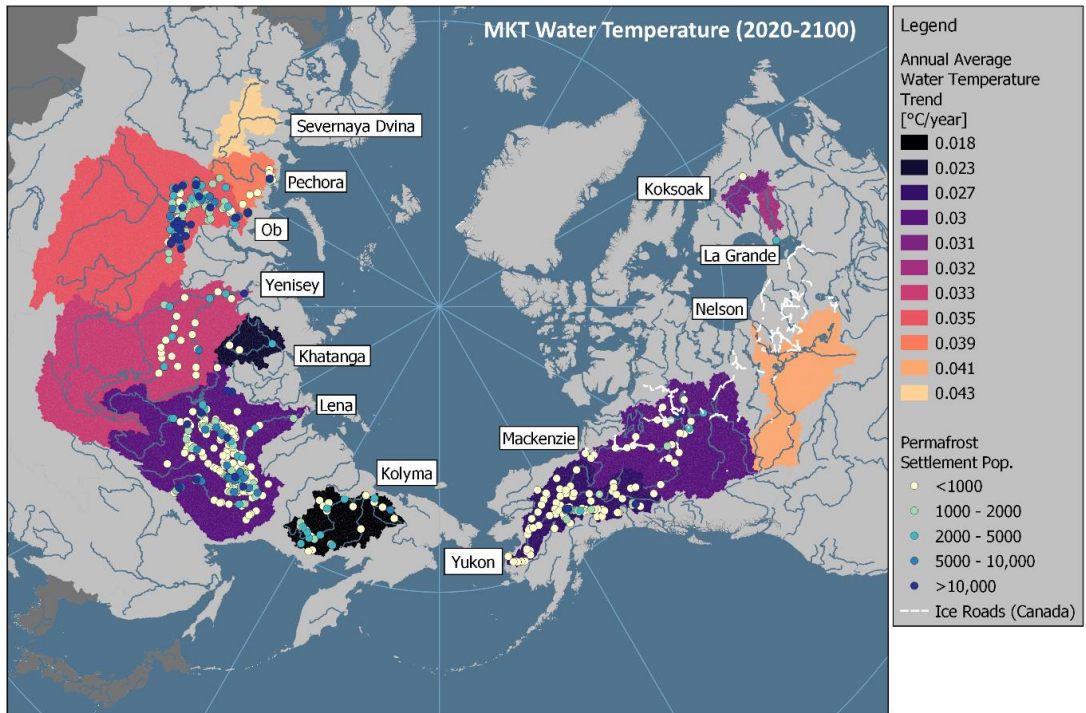 MKT Water Temperature (2020-2100)
Severnaya Dvina
Pechora
Ob
Yenisey
Khatanga
Lena
Kolyma
Koksoak
La Grande
Nelson
Mackenzie
Yukon
Legend
Annual Average
Water Temperature
Trend
[°C/year]
0.018
0.023
0.027
0.03
0.031
0.032
0.033
0.035
0.039
0.041
0.043
Permafrost
Settlement Pop.
<1000
1000 - 2000
2000 - 5000
5000 - 10,000
>10,000
Ice Roads (Canada)